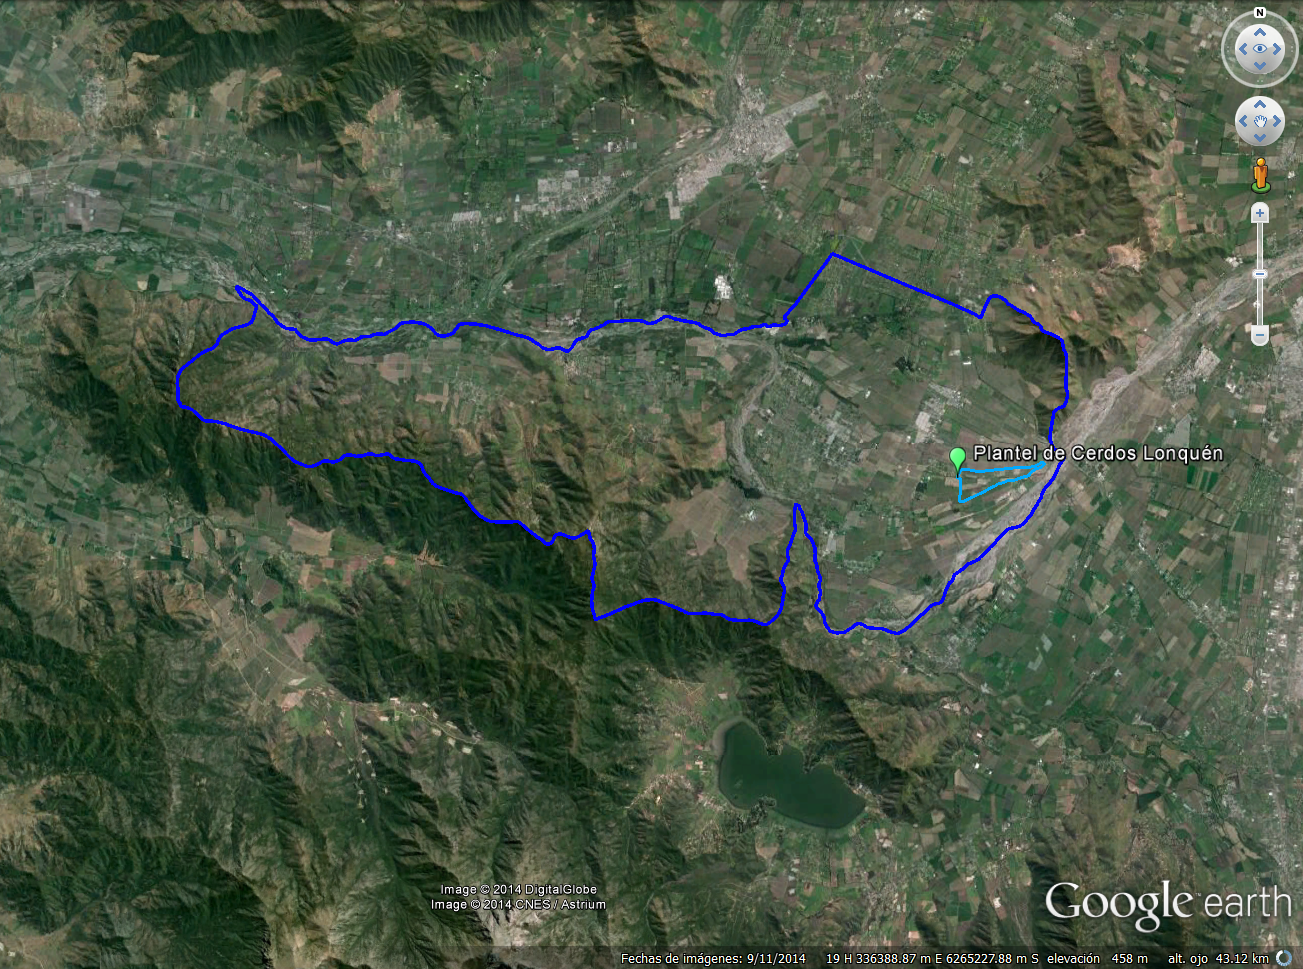 N
Plantel de Cerdos Lonquén
Image © 2014 DigitalGlobe
Image © 2014 CNES / Astrium
Google earth
Fechas de imágenes: 9/11/2014 19 H 336388.87 m E 6265227.88 m S elevación 458 m alt. ojo 43.12 km